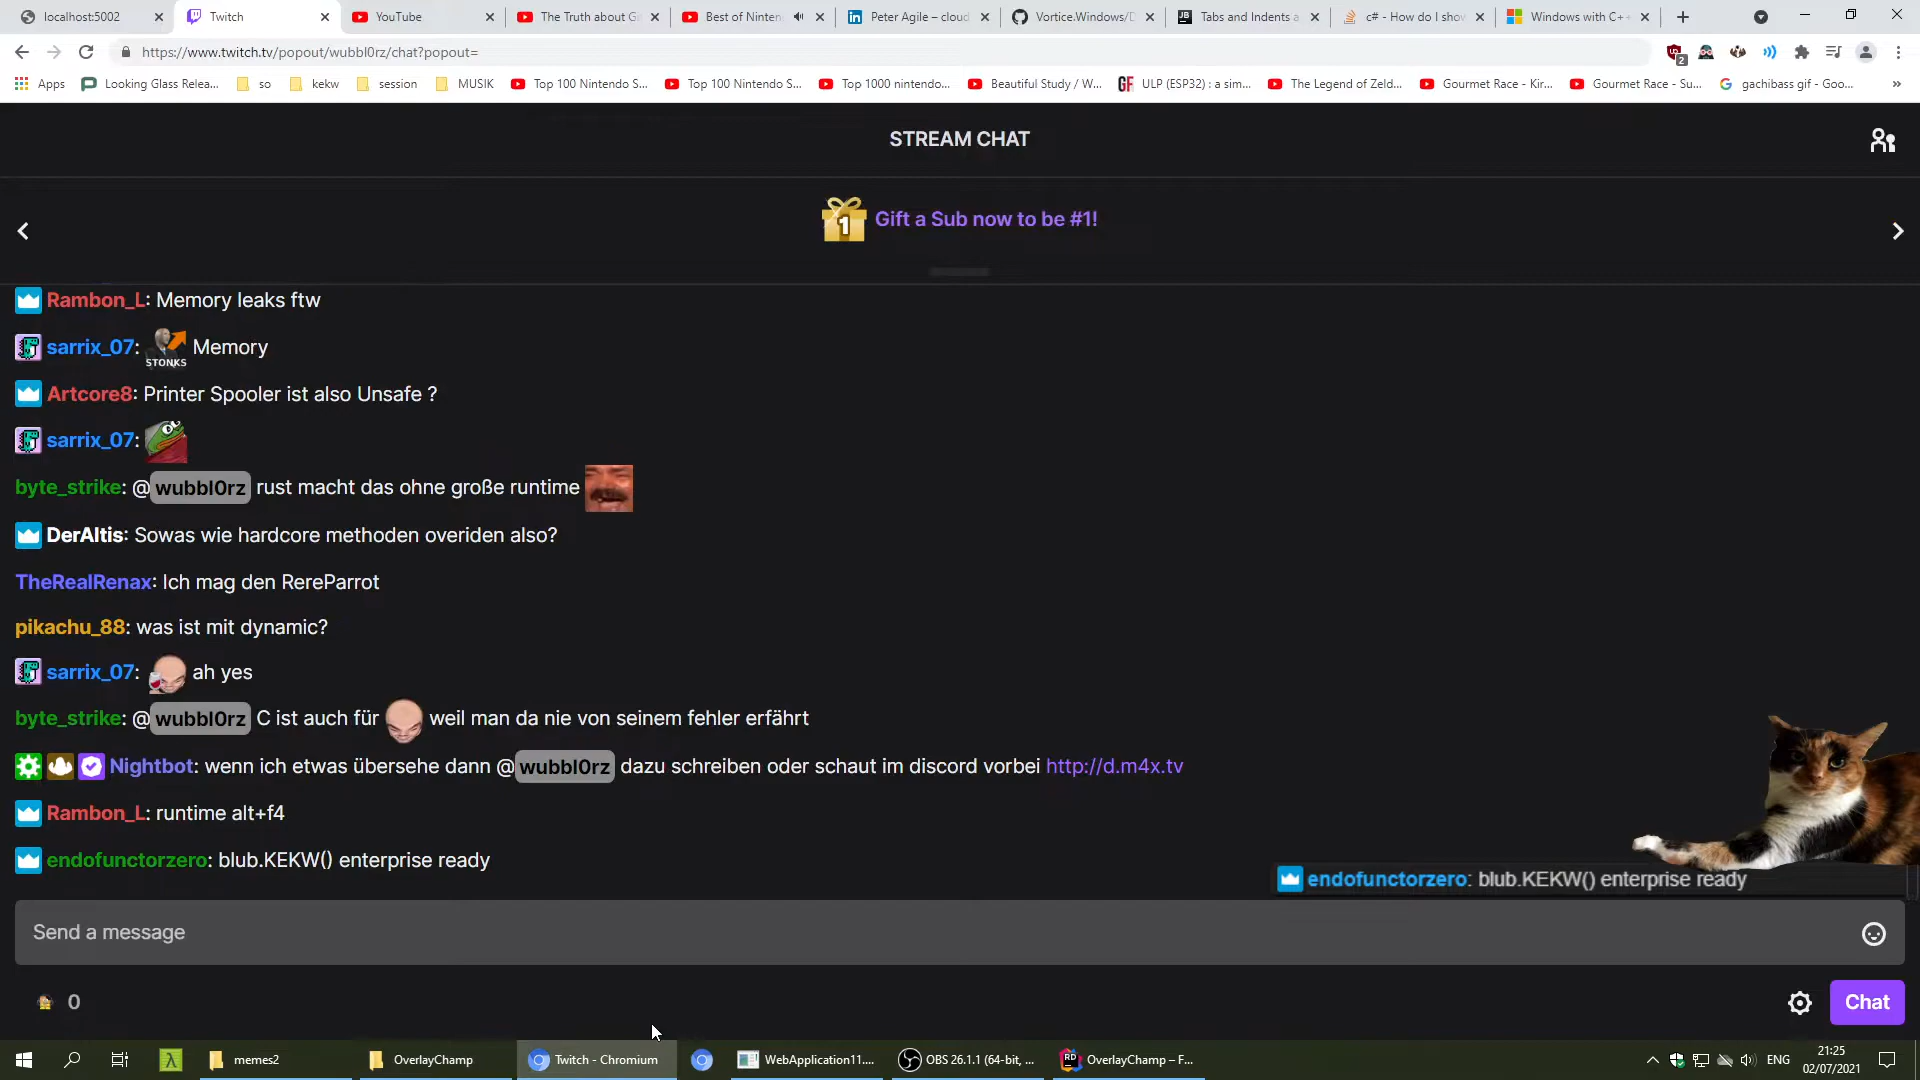 localhost:5002
Twitch
YouTube
The Truth about Ga
Best of Ninten
Peter Agile – cloud
Vortice.Windows/D
Tabs and Indents a
c# - How do I show
Windows with C++
https://www.twitch.tv/popout/wubbl0rz/chat?popout=
2
Apps
Looking Glass Relea...
so
kekw
session
MUSIK
Top 100 Nintendo S...
Top 100 Nintendo S...
Top 1000 nintendo...
Beautiful Study / W...
GF ULP (ESP32) : a sim...
The Legend of Zeld...
Gourmet Race - Kir...
Gourmet Race - Su...
gachibass gif - Goo...
STREAM CHAT
1
Gift a Sub now to be #1!
Rambon_L: Memory leaks ftw
sarrix_07: STONKS Memory
Artcore8: Printer Spooler ist also Unsafe ?
sarrix_07:
byte_strike: @wubbl0rz rust macht das ohne große runtime
DerAltis: Sowas wie hardcore methoden overiden also?
TheRealRenax: Ich mag den RereParrot
pikachu_88: was ist mit dynamic?
sarrix_07: ah yes
byte_strike: @wubbl0rz C ist auch für weil man da nie von seinem fehler erfährt
Nightbot: wenn ich etwas übersehe dann @wubbl0rz dazu schreiben oder schaut im discord vorbei http://d.m4x.tv
Rambon_L: runtime alt+f4
endofunctorzero: blub.KEKW() enterprise ready
endofunctorzero: blub.KEKW() enterprise ready
Send a message
0
Chat
memes2
OverlayChamp
Twitch - Chromium
WebApplication11....
OBS 26.1.1 (64-bit, ...
RD OverlayChamp – F...
ENG
21:25
02/07/2021